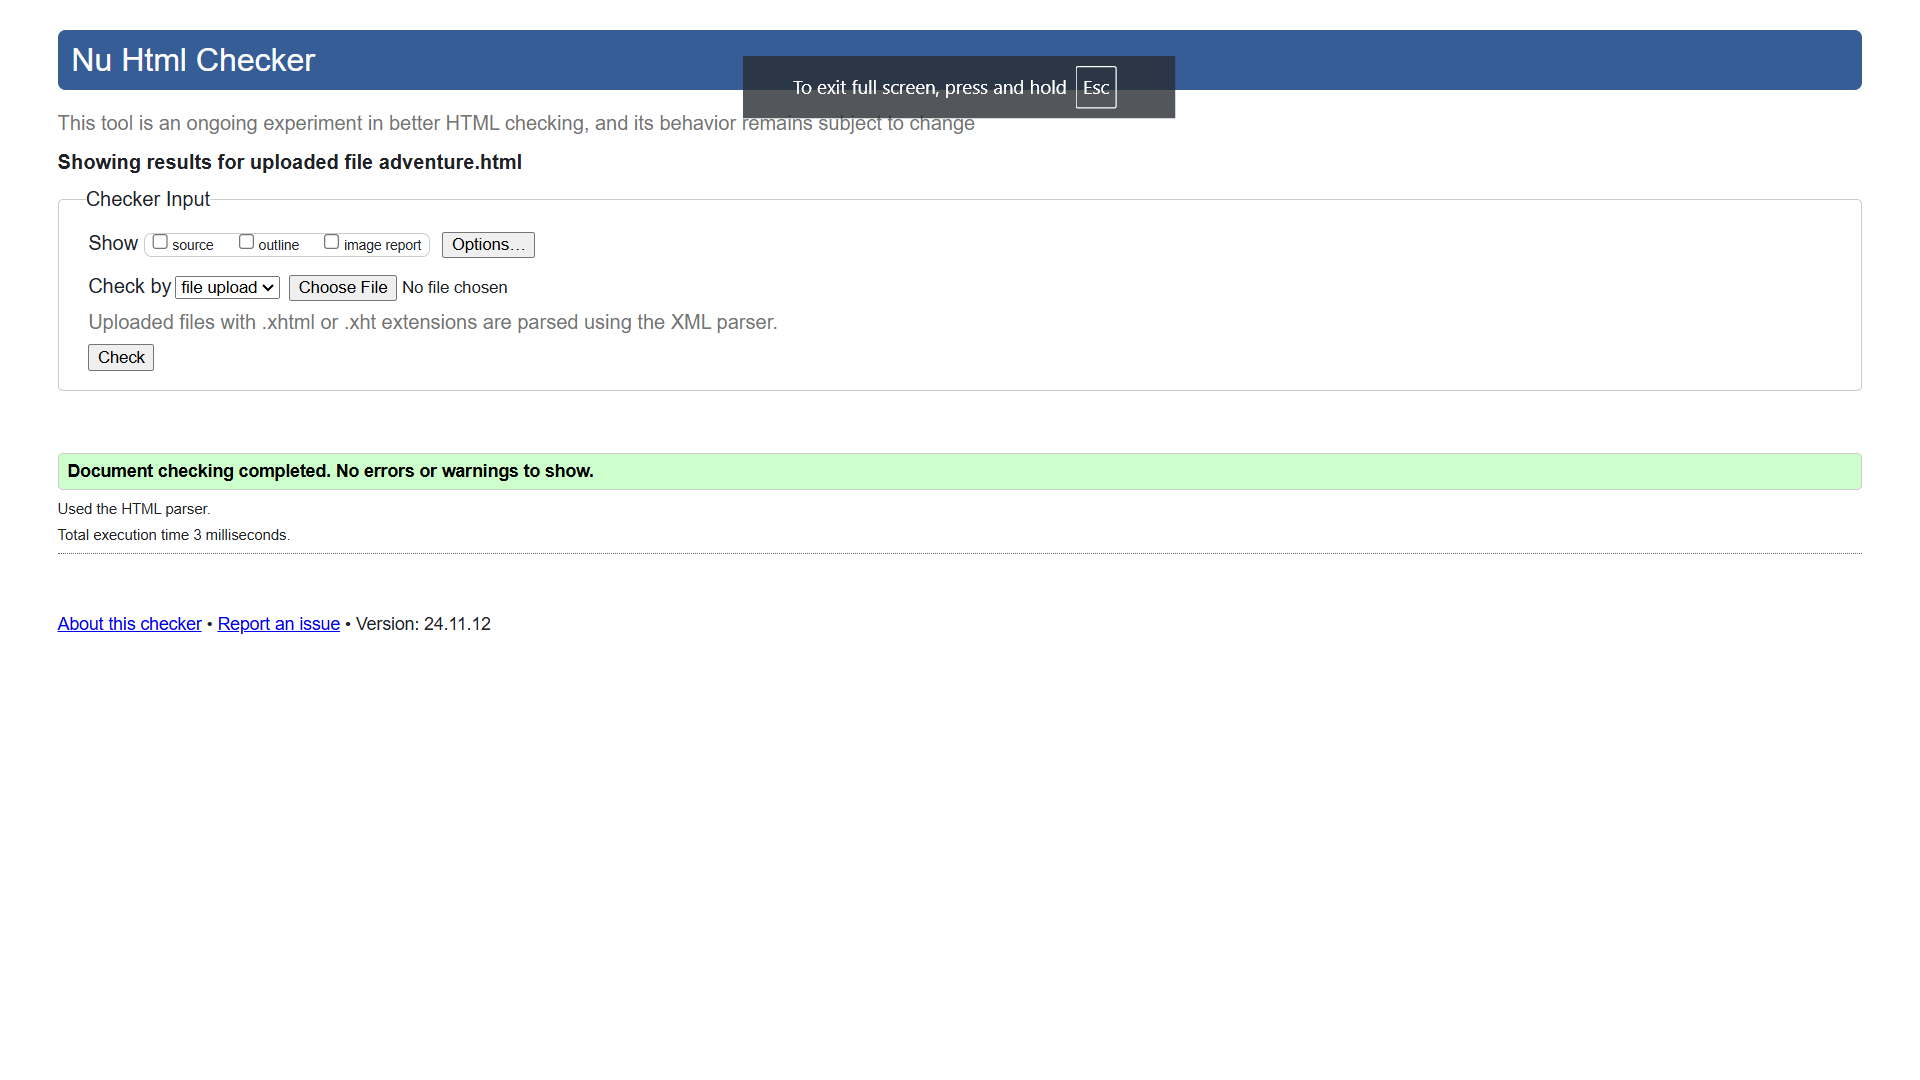 Nu Html Checker
To exit full screen, press and hold Esc
This tool is an ongoing experiment in better HTML checking, and its behavior remains subject to change
Showing results for uploaded file adventure.html
Checker Input
Show source outline image report Options...
Check by file upload Choose File No file chosen
Uploaded files with .xhtml or .xht extensions are parsed using the XML parser.
Check
Document checking completed. No errors or warnings to show.
Used the HTML parser.
Total execution time 3 milliseconds.
About this checker • Report an issue • Version: 24.11.12